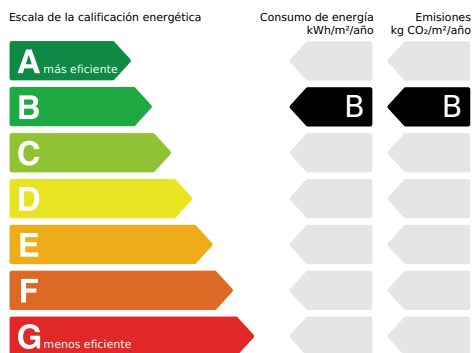 Escala de la calificación energética
Consumo de energía
kWh/m²/año
Emisiones
kg CO₂/m²/año
A más eficiente
B
B
B
C
D
E
F
G menos eficiente